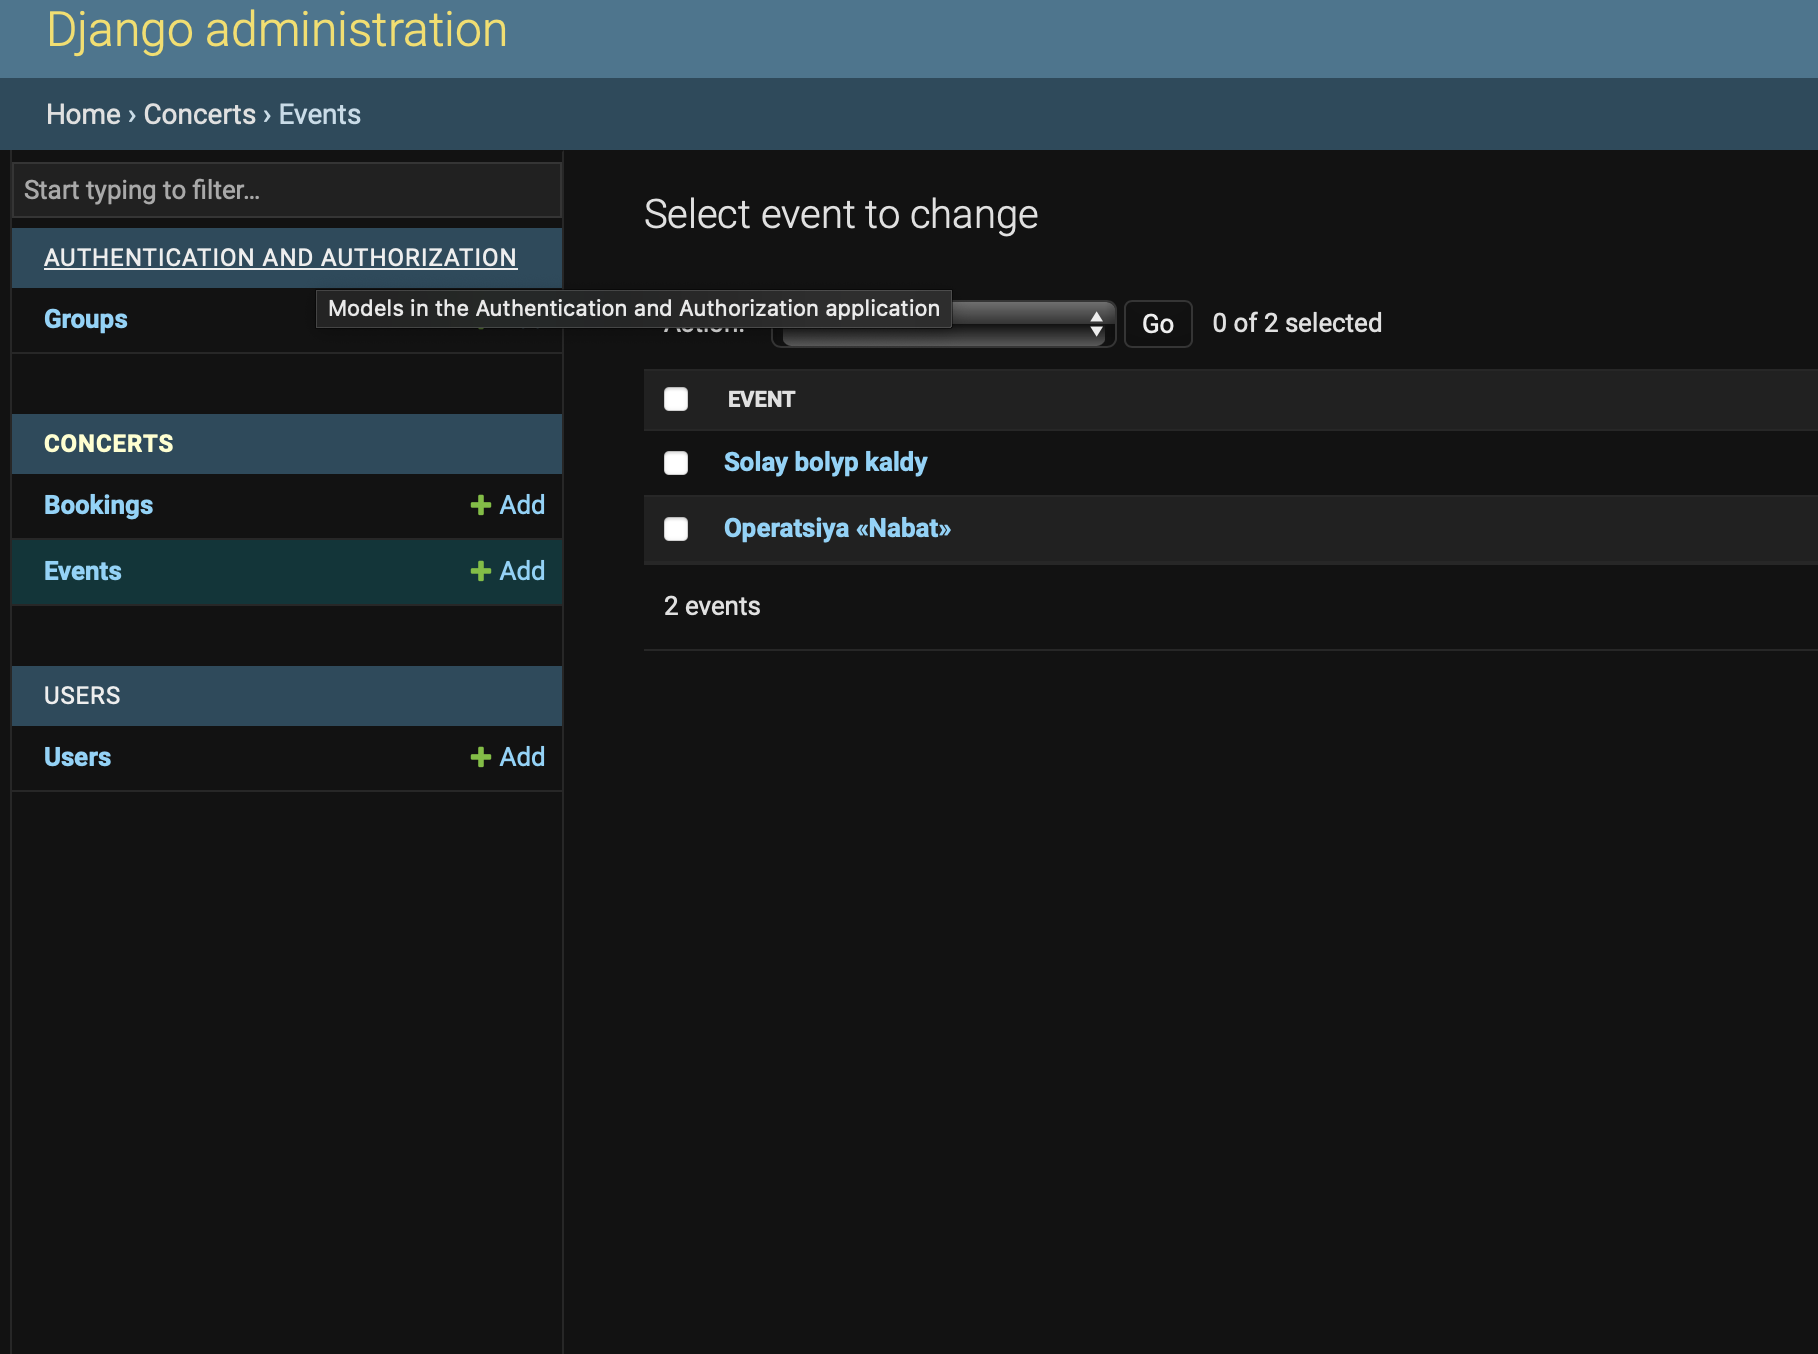 Django administration
Home › Concerts › Events
Start typing to filter…
AUTHENTICATION AND AUTHORIZATION
Models in the Authentication and Authorization application
Groups
CONCERTS
Bookings + Add
Events + Add
USERS
Users + Add
Select event to change
Go 0 of 2 selected
EVENT
Solay bolyp kaldy
Operatsiya «Nabat»
2 events